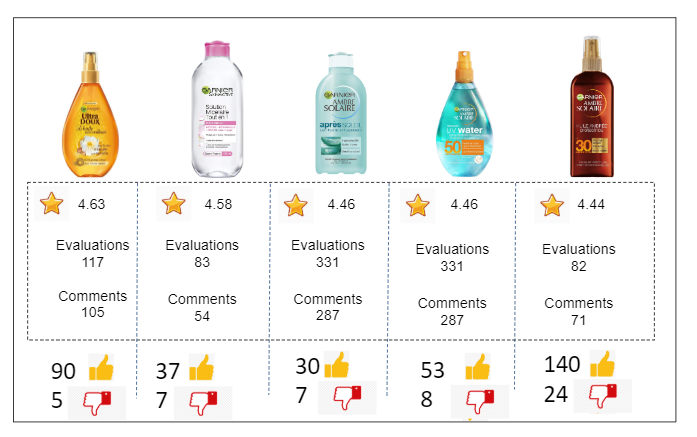 GARNIER
Ultra
DOUX
GARNIER
SKINACTIVE
Solution
Micellaire
Tout en 1
GARNIER
AMBRE
SOLAIRE
après SOLEIL
GARNIER
AMBRE
SOLAIRE
UV water
50
GARNIER
AMBRE
SOLAIRE
30
4.63
4.58
4.46
4.46
4.44
Evaluations
117
Evaluations
83
Evaluations
331
Evaluations
331
Evaluations
82
Comments
105
Comments
54
Comments
287
Comments
287
Comments
71
90
5
37
7
30
7
53
8
140
24